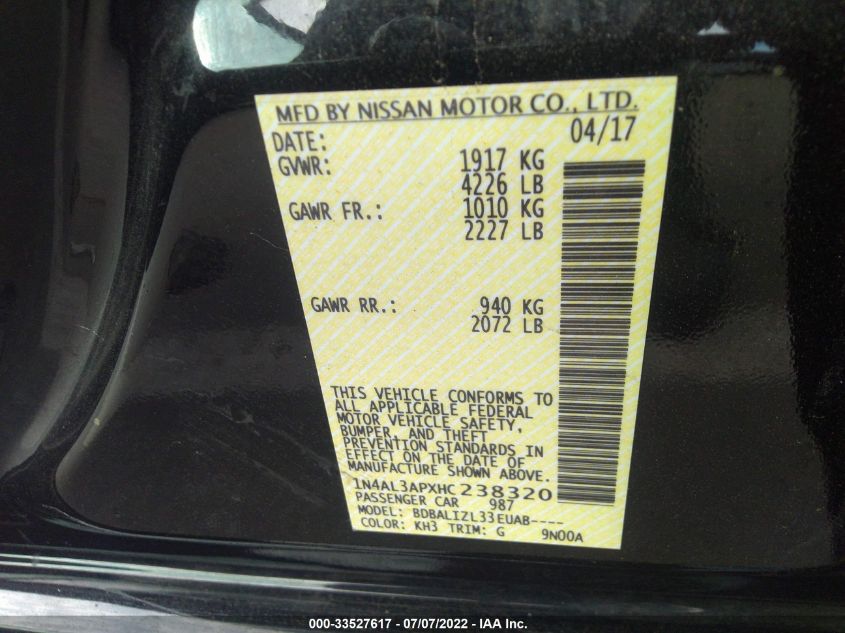 MFD BY NISSAN MOTOR CO., LTD.
DATE: 04/17
GVWR: 1917 KG
4226 LB
GAWR FR.: 1010 KG
2227 LB
GAWR RR.: 940 KG
2072 LB
THIS VEHICLE CONFORMS TO
ALL APPLICABLE FEDERAL
MOTOR VEHICLE SAFETY,
BUMPER, AND THEFT
PREVENTION STANDARDS IN
EFFECT ON THE DATE OF
MANUFACTURE SHOWN ABOVE.
1N4AL3APXHC238320
PASSENGER CAR 987
MODEL: BDBALIZL33EUAB----
COLOR: KH3 TRIM: G 9N00A
000-33527617 - 07/07/2022 - IAA Inc.